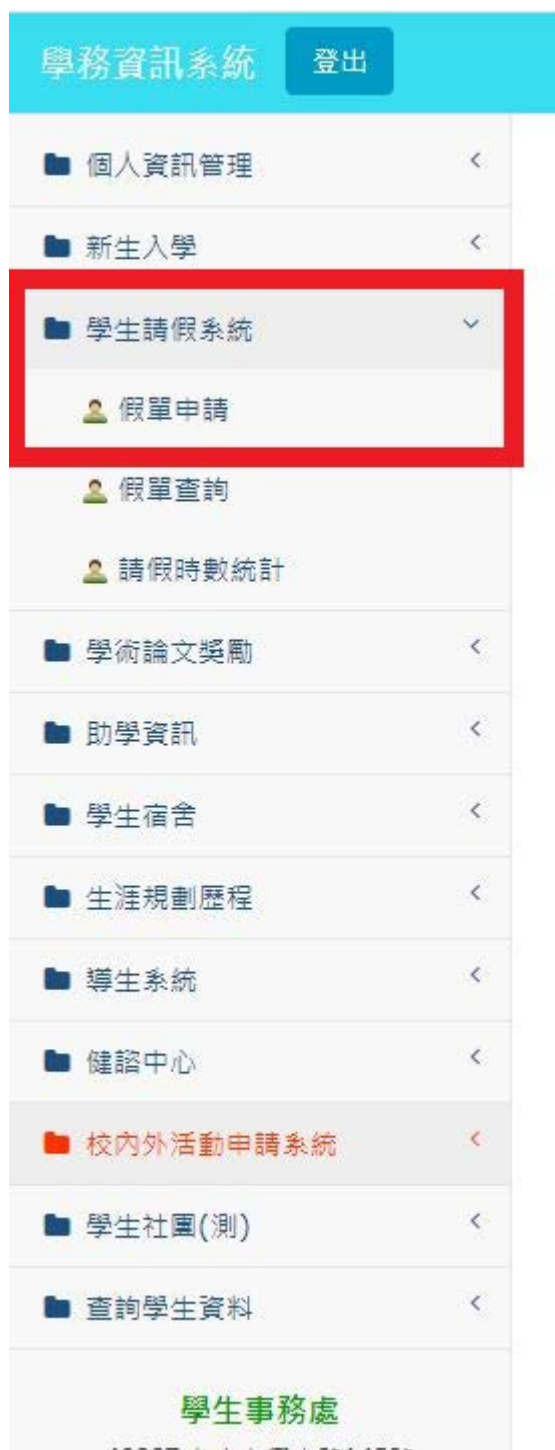 學務資訊系統 登出
個人資訊管理
新生入學
學生請假系統
假單申請
假單查詢
請假時數統計
學術論文獎勵
助學資訊
學生宿舍
生涯規劃歷程
導生系統
健諮中心
校內外活動申請系統
學生社團(測)
查詢學生資料
學生事務處